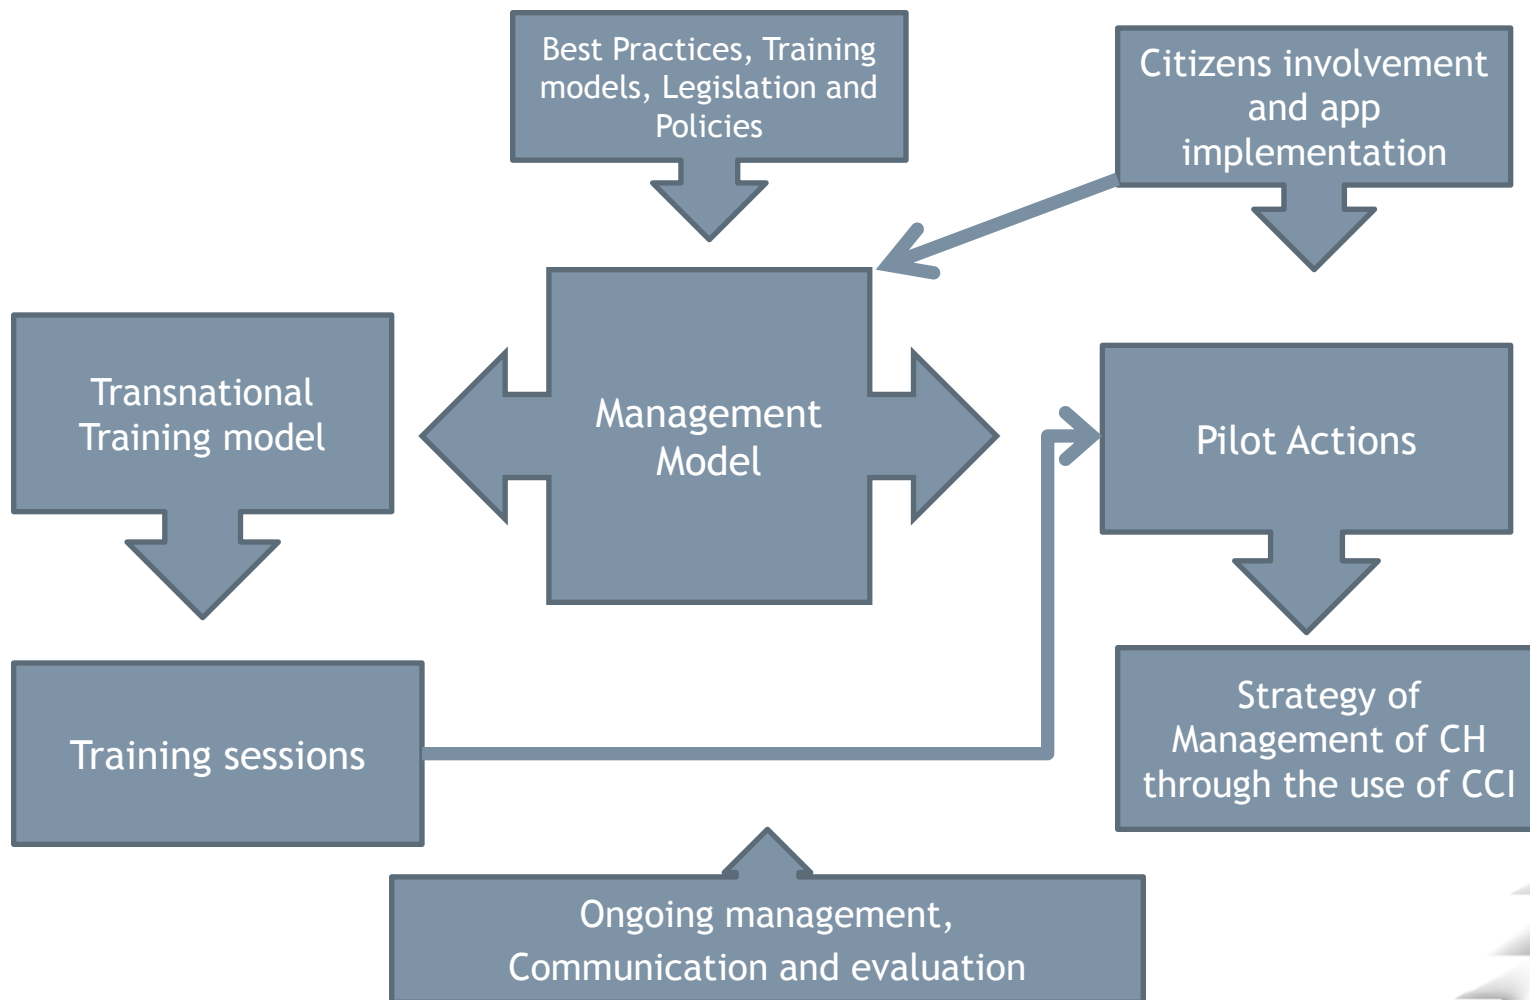 Best Practices, Training
models, Legislation and
Policies
Citizens involvement
and app
implementation
Transnational
Training model
Management
Model
Pilot Actions
Training sessions
Strategy of
Management of CH
through the use of CCI
Ongoing management,
Communication and evaluation